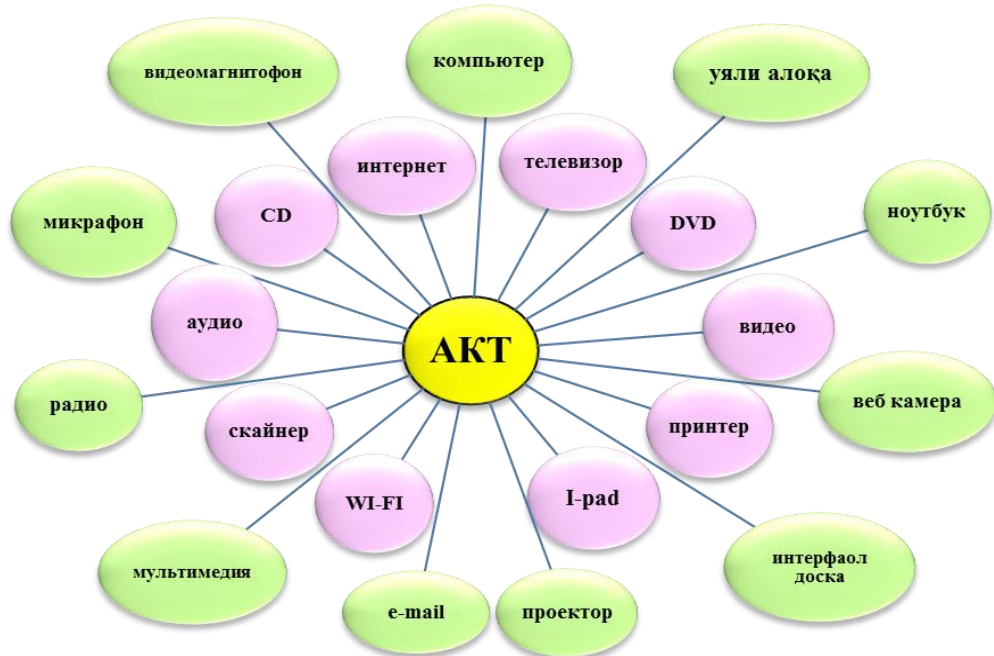 компьютер
видеомагнитофон
уяли алоқа
интернет
телевизор
микрафон
CD
DVD
ноутбук
аудио
видео
АКТ
радио
веб камера
скайнер
принтер
WI-FI
I-pad
мультимедия
интерфаол
доска
e-mail
проектор